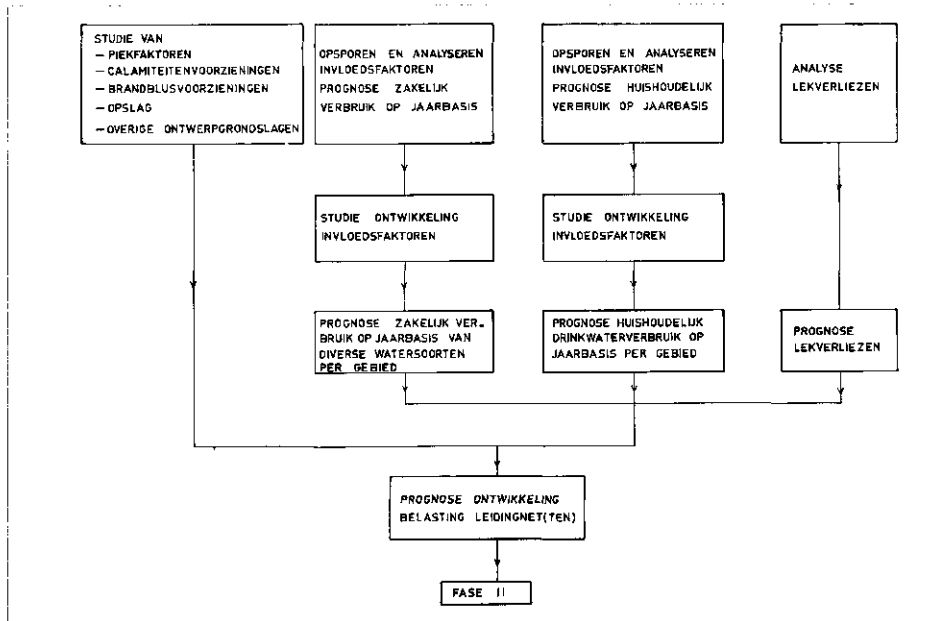 STUDIE VAN
– PIEKFAKTOREN
– CALAMITEITENVOORZIENINGEN
– BRANDBLUSVOORZIENINGEN
– OPSLAG
– OVERIGE ONTWERPGRONDSLAGEN
OPSPOREN EN ANALYSEREN
INVLOEDSFAKTOREN
PROGNOSE ZAKELIJK
VERBRUIK OP JAARBASIS
OPSPOREN EN ANALYSEREN
INVLOEDSFAKTOREN
PROGNOSE HUISHOUDELIJK
VERBRUIK OP JAARBASIS
ANALYSE
LEKVERLIEZEN
STUDIE ONTWIKKELING
INVLOEDSFAKTOREN
STUDIE ONTWIKKELING
INVLOEDSFAKTOREN
PROGNOSE ZAKELIJK VER-
BRUIK OP JAARBASIS VAN
DIVERSE WATERSOORTEN
PER GEBIED
PROGNOSE HUISHOUDELIJK
DRINKWATERVERBRUIK OP
JAARBASIS PER GEBIED
PROGNOSE
LEKVERLIEZEN
PROGNOSE ONTWIKKELING
BELASTING LEIDINGNET(TEN)
FASE II